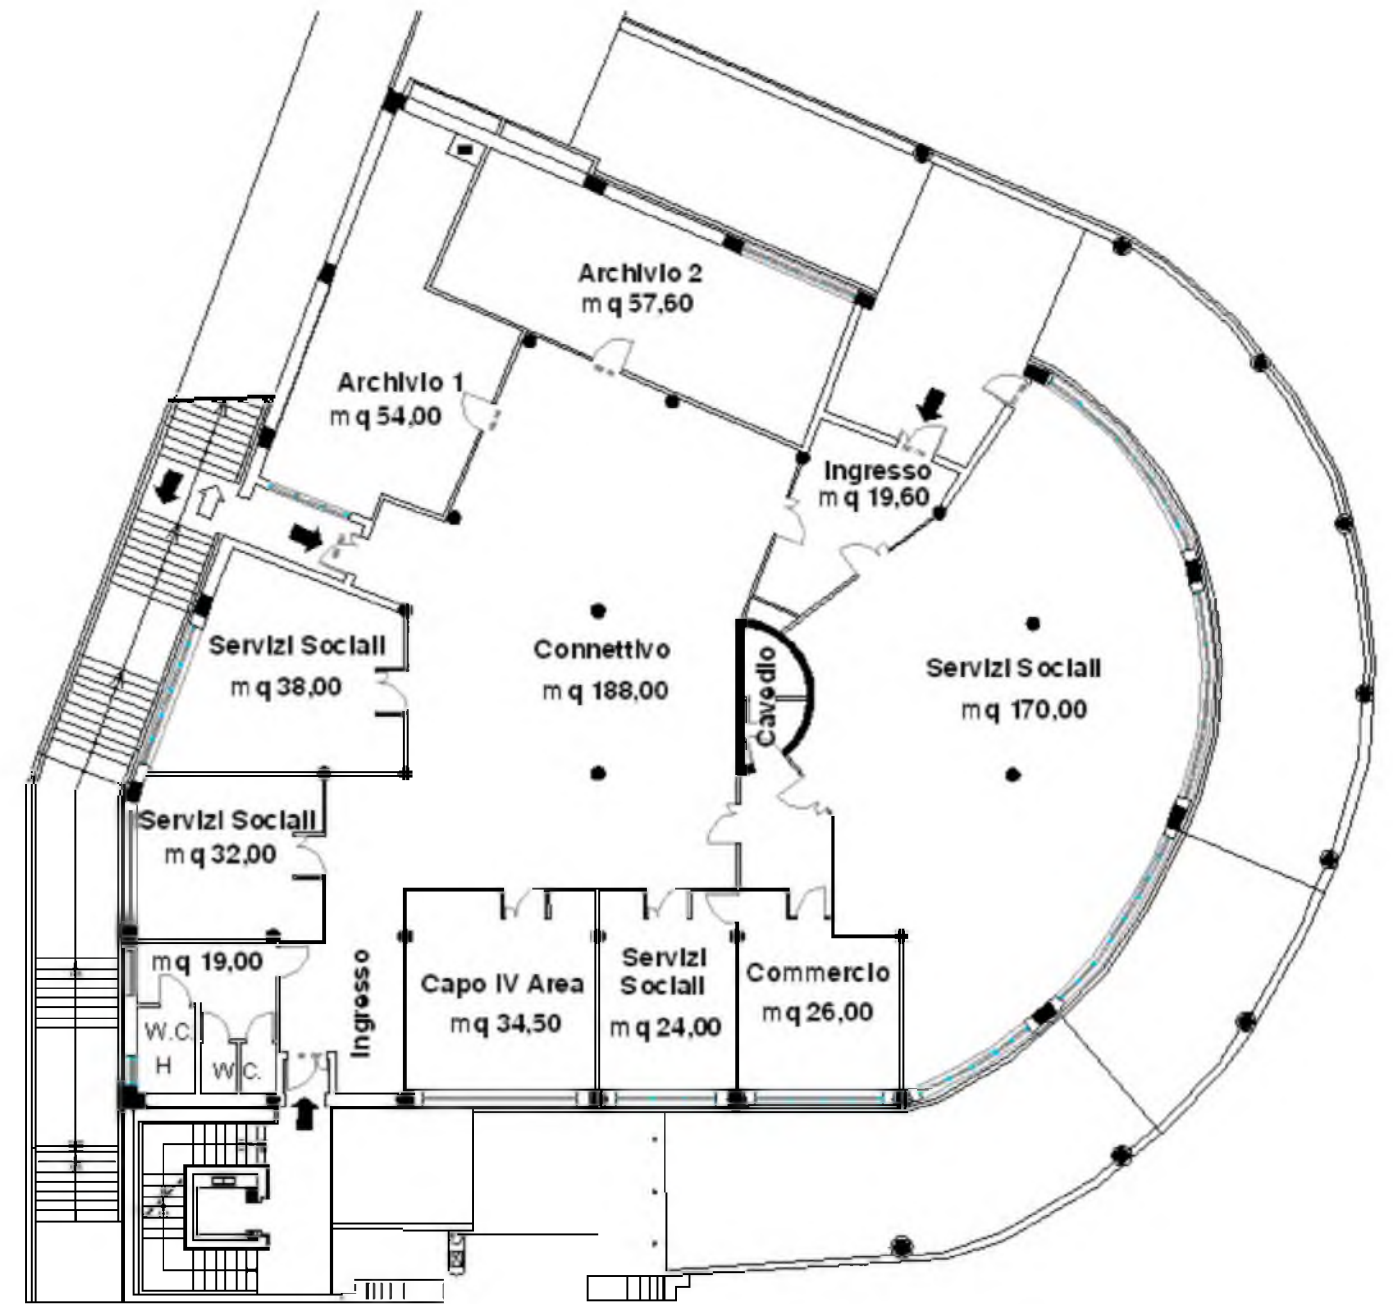 Archivio 2
mq 57,60
Archivio 1
mq 54,00
Ingresso
mq 19,60
Servizi Sociali
mq 38,00
Connettivo
mq 188,00
Cavedio
Servizi Sociali
mq 170,00
Servizi Sociali
mq 32,00
mq 19,00
W.C.
H
W.C.
Ingresso
Capo IV Area
mq 34,50
Servizi
Sociali
mq 24,00
Commercio
mq 26,00